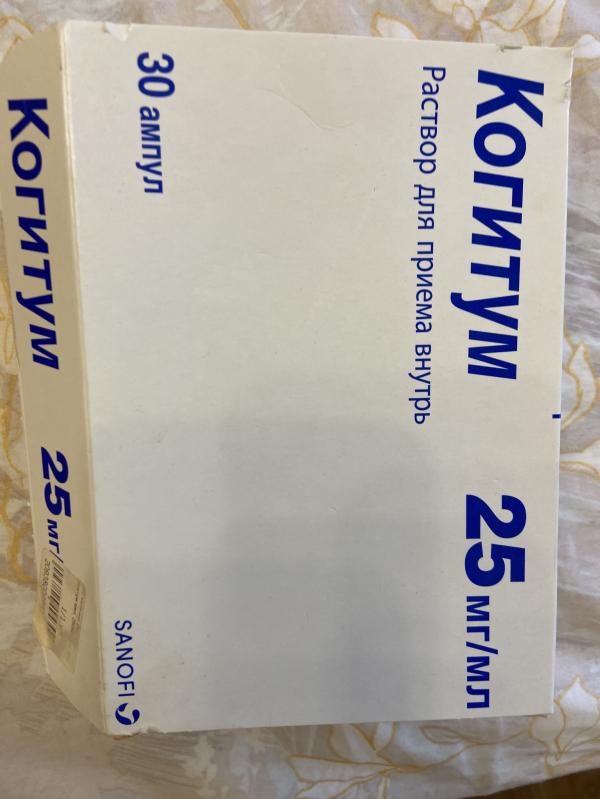 Когитум 25 мг/мл
Раствор для приема внутрь
30 ампул
SANOFI
Когитум 25 мг/